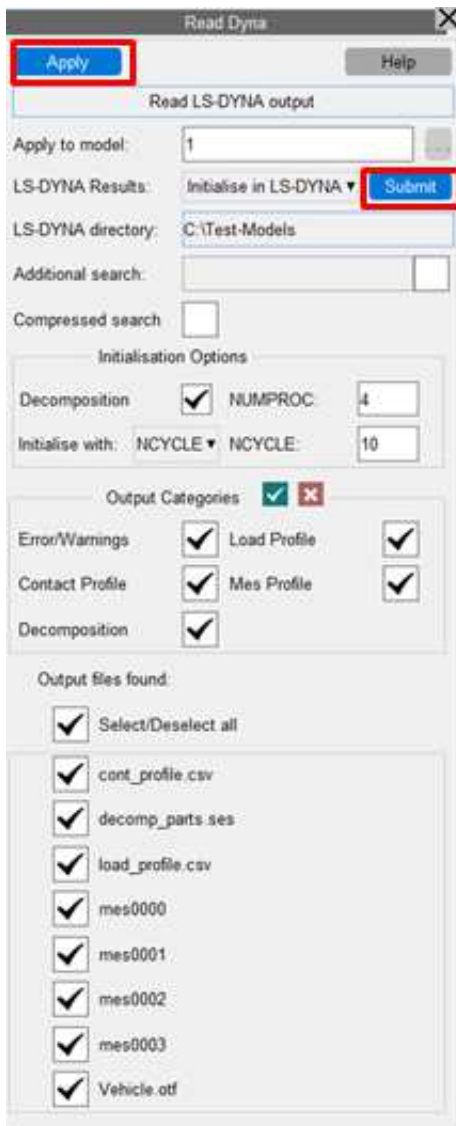 Read Dyna
Apply Help
Read LS-DYNA output
Apply to model: 1 ...
LS-DYNA Results: Initialise in LS-DYNA Submit
LS-DYNA directory: C:\Test-Models
Additional search:
Compressed search
Initialisation Options
Decomposition NUMPROC: 4
Initialise with: NCYCLE NCYCLE: 10
Output Categories
Error/Warnings Load Profile
Contact Profile Mes Profile
Decomposition
Output files found:
Select/Deselect all
cont_profile.csv
decomp_parts.ses
load_profile.csv
mes0000
mes0001
mes0002
mes0003
Vehicle.otf